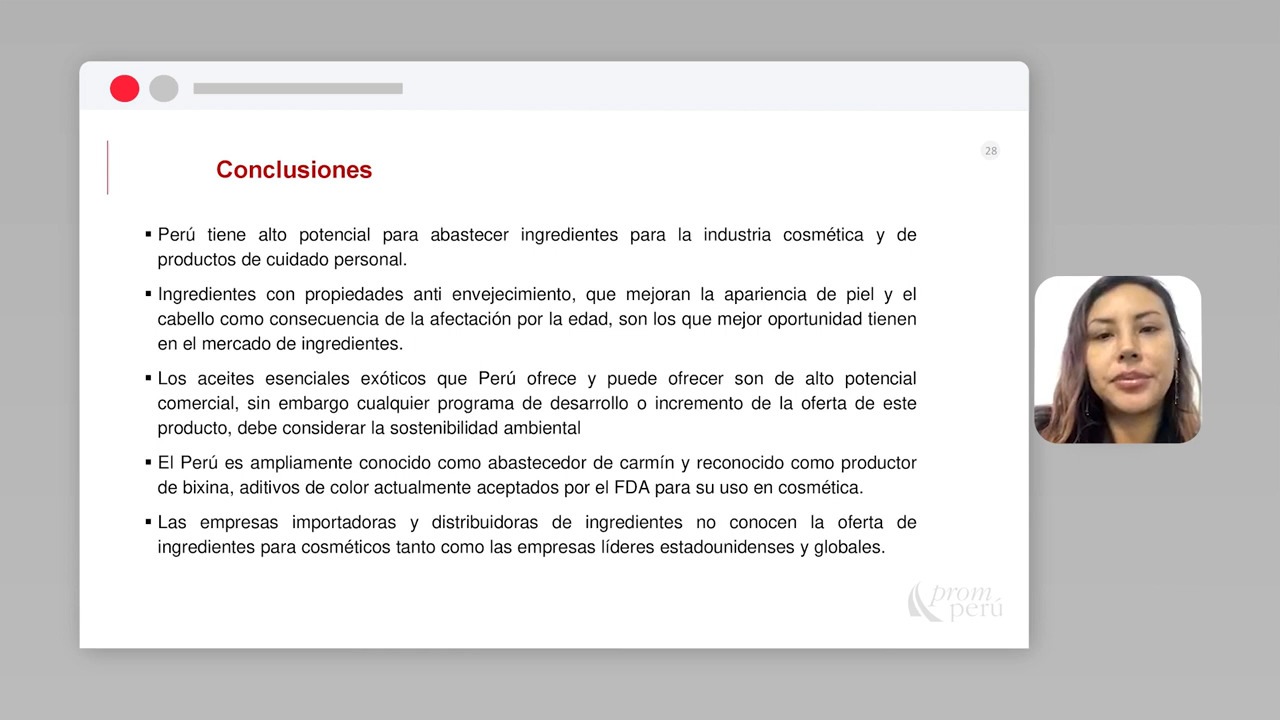 28
Conclusiones
▪ Perú tiene alto potencial para abastecer ingredientes para la industria cosmética y de
productos de cuidado personal.
▪ Ingredientes con propiedades anti envejecimiento, que mejoran la apariencia de piel y el
cabello como consecuencia de la afectación por la edad, son los que mejor oportunidad tienen
en el mercado de ingredientes.
▪ Los aceites esenciales exóticos que Perú ofrece y puede ofrecer son de alto potencial
comercial, sin embargo cualquier programa de desarrollo o incremento de la oferta de este
producto, debe considerar la sostenibilidad ambiental
▪ El Perú es ampliamente conocido como abastecedor de carmín y reconocido como productor
de bixina, aditivos de color actualmente aceptados por el FDA para su uso en cosmética.
▪ Las empresas importadoras y distribuidoras de ingredientes no conocen la oferta de
ingredientes para cosméticos tanto como las empresas líderes estadounidenses y globales.
prom
perú